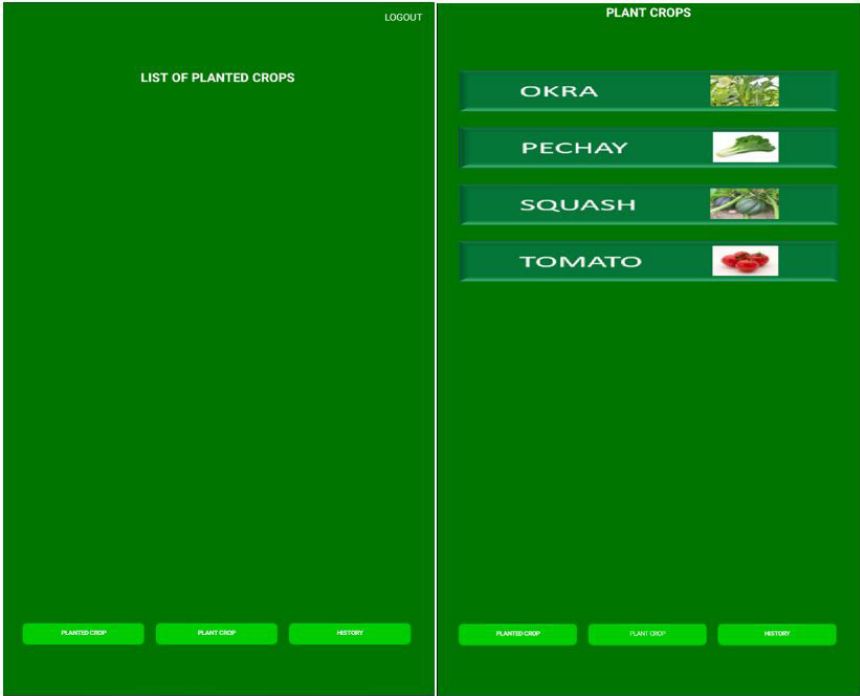 LOGOUT
LIST OF PLANTED CROPS
PLANTED CROP PLANT CROP HISTORY
PLANT CROPS
OKRA
PECHAY
SQUASH
TOMATO
PLANTED CROP PLANT CROP HISTORY